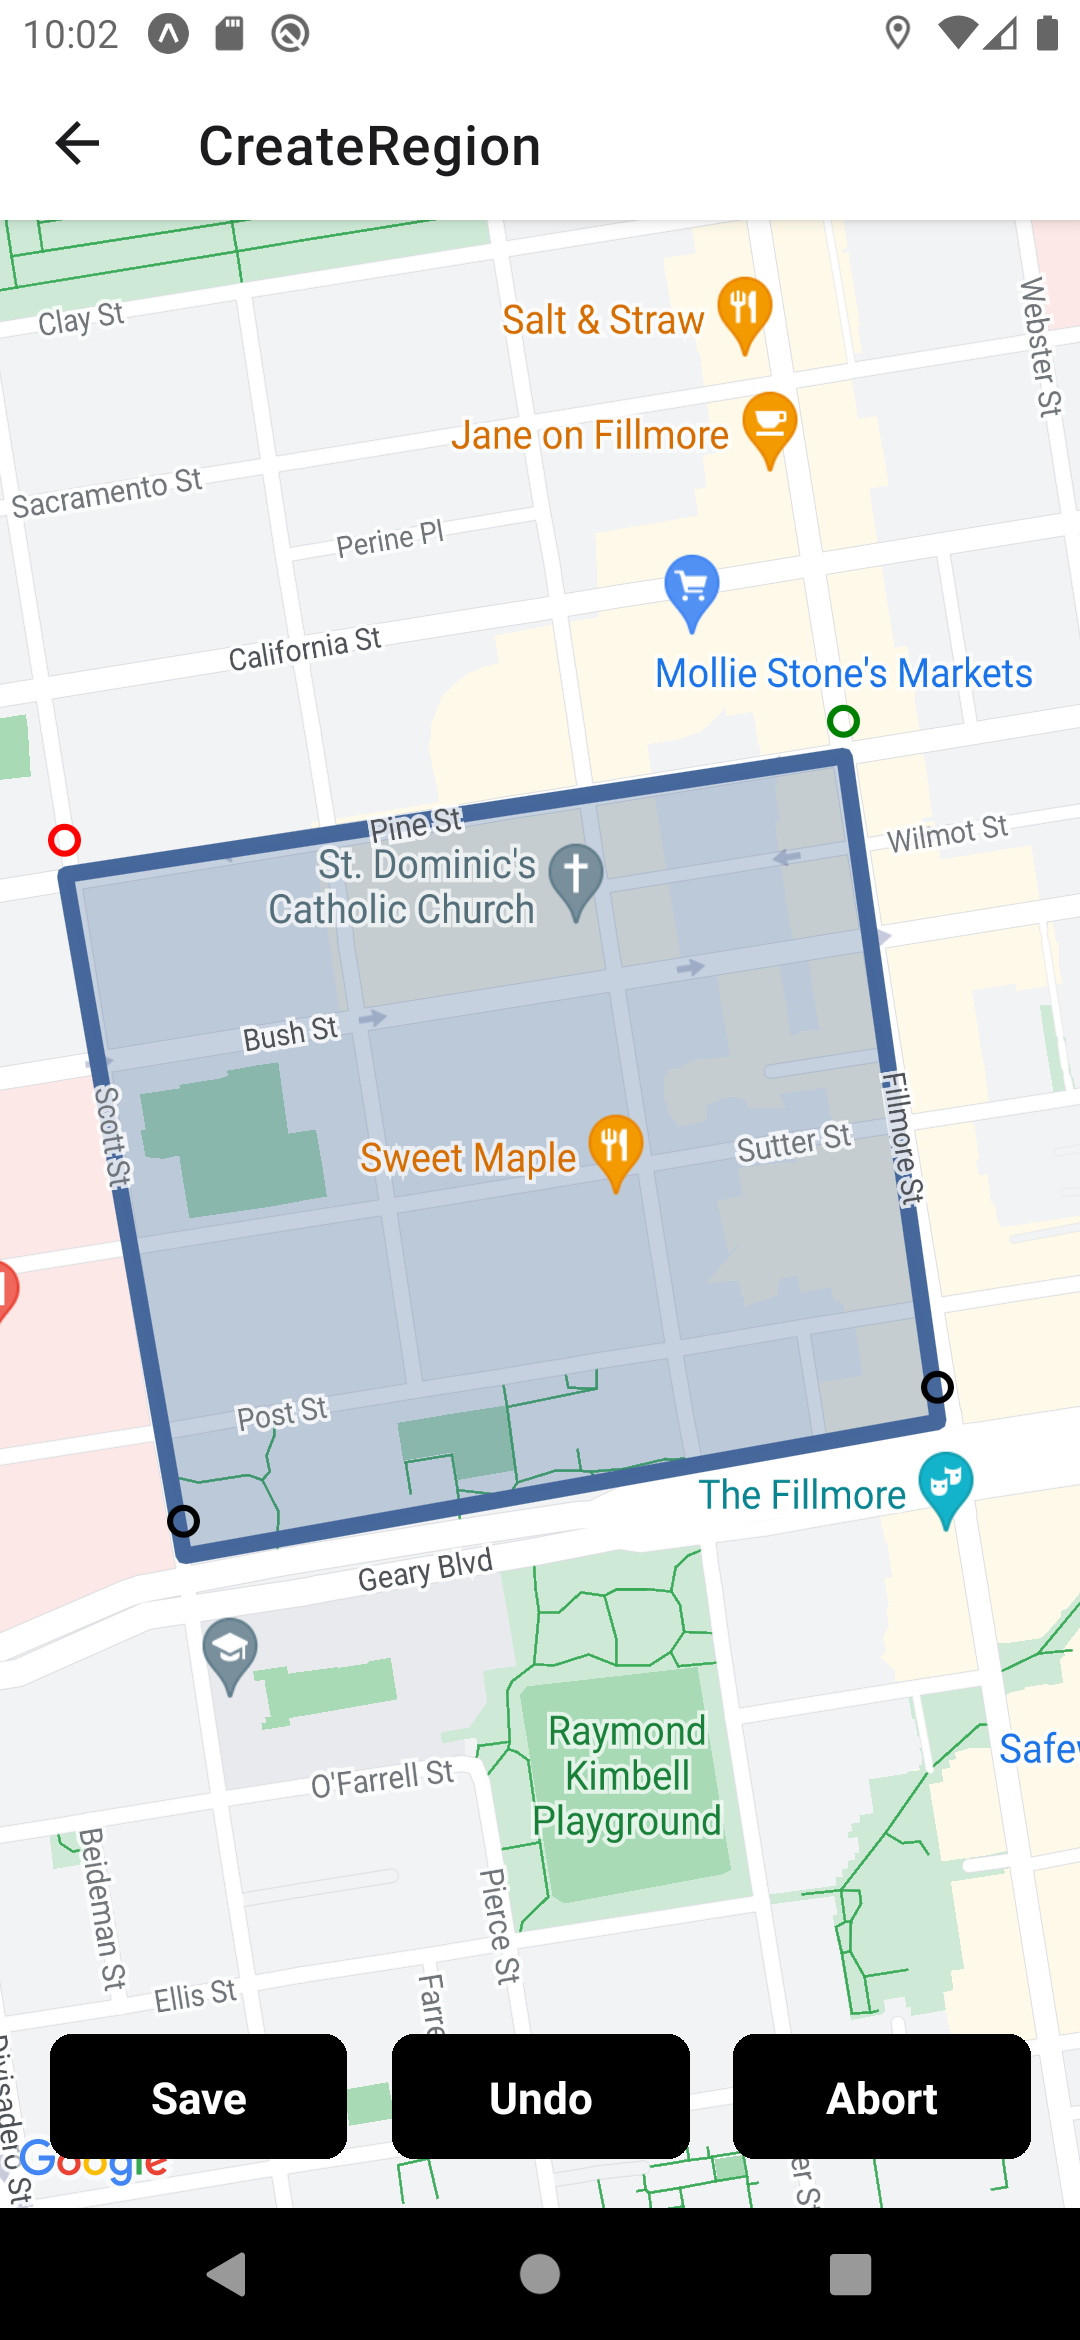 10:02
CreateRegion
Clay St
Salt & Straw
Webster St
Jane on Fillmore
Sacramento St
Perine Pl
California St
Mollie Stone's Markets
Pine St
Wilmot St
St. Dominic's
Catholic Church
Bush St
Scott St
Fillmore St
Sutter St
Sweet Maple
Post St
The Fillmore
Geary Blvd
Raymond
Kimbell
Playground
Safew
O'Farrell St
Beideman St
Pierce St
Ellis St
Farre
Divisadero St
Save
Undo
Abort
Google
er St